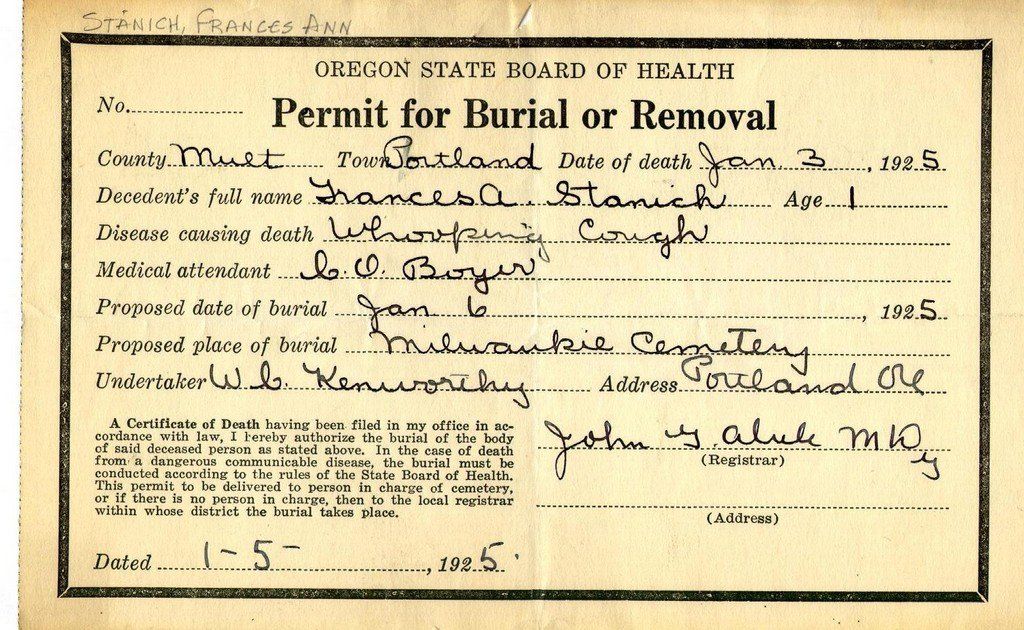 STANICH, FRANCES ANN
OREGON STATE BOARD OF HEALTH
No.
Permit for Burial or Removal
County Mult Town Portland Date of death Jan. 3, 1925
Decedent's full name Frances A. Stanich Age 1
Disease causing death Whooping Cough
Medical attendant C. O. Boyer
Proposed date of burial Jan 6, 1925
Proposed place of burial Milwaukie Cemetery
Undertaker W. C. Kenworthy Address Portland Ore
A Certificate of Death having been filed in my office in ac-
cordance with law, I hereby authorize the burial of the body
of said deceased person as stated above. In the case of death
from a dangerous communicable disease, the burial must be
conducted according to the rules of the State Board of Health.
This permit to be delivered to person in charge of cemetery,
or if there is no person in charge, then to the local registrar
within whose district the burial takes place.
John G. MD
(Registrar)
(Address)
Dated 1-5-, 1925.